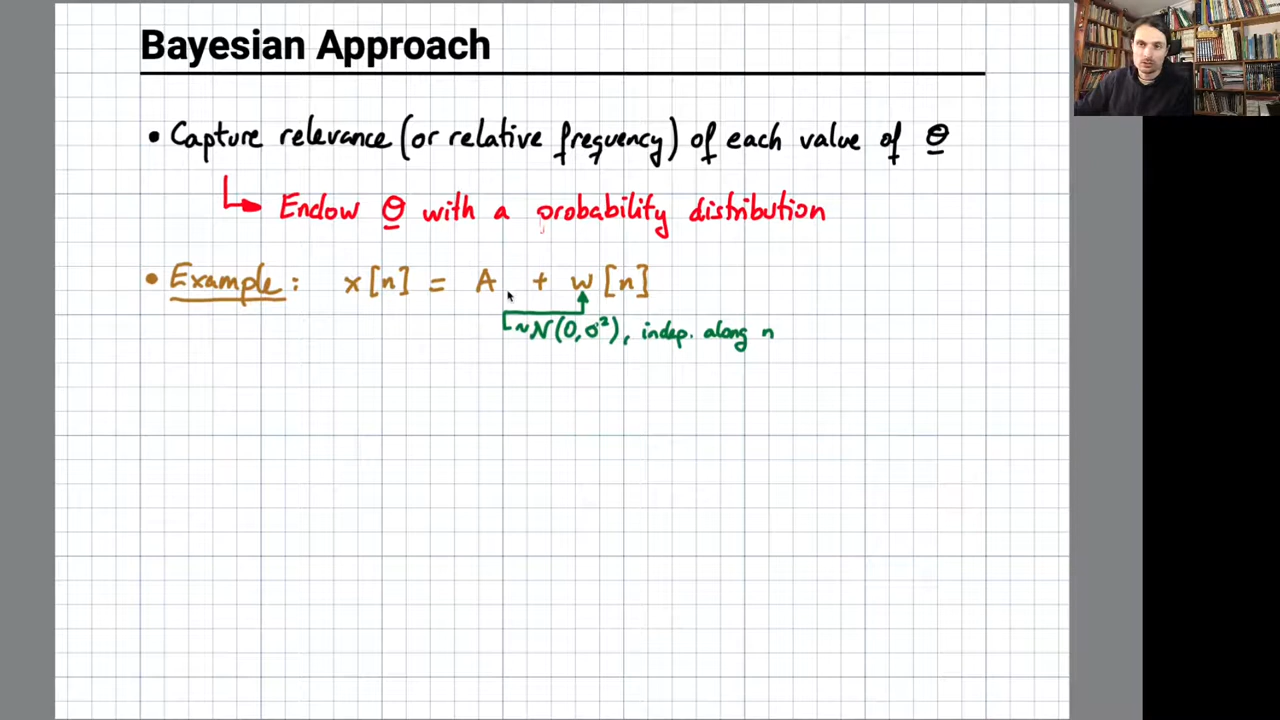 Bayesian Approach
• Capture relevance (or relative frequency) of each value of θ
Endow θ with a probability distribution
• Example: x[n] = A + w[n]
~N(0,σ²), indep. along n